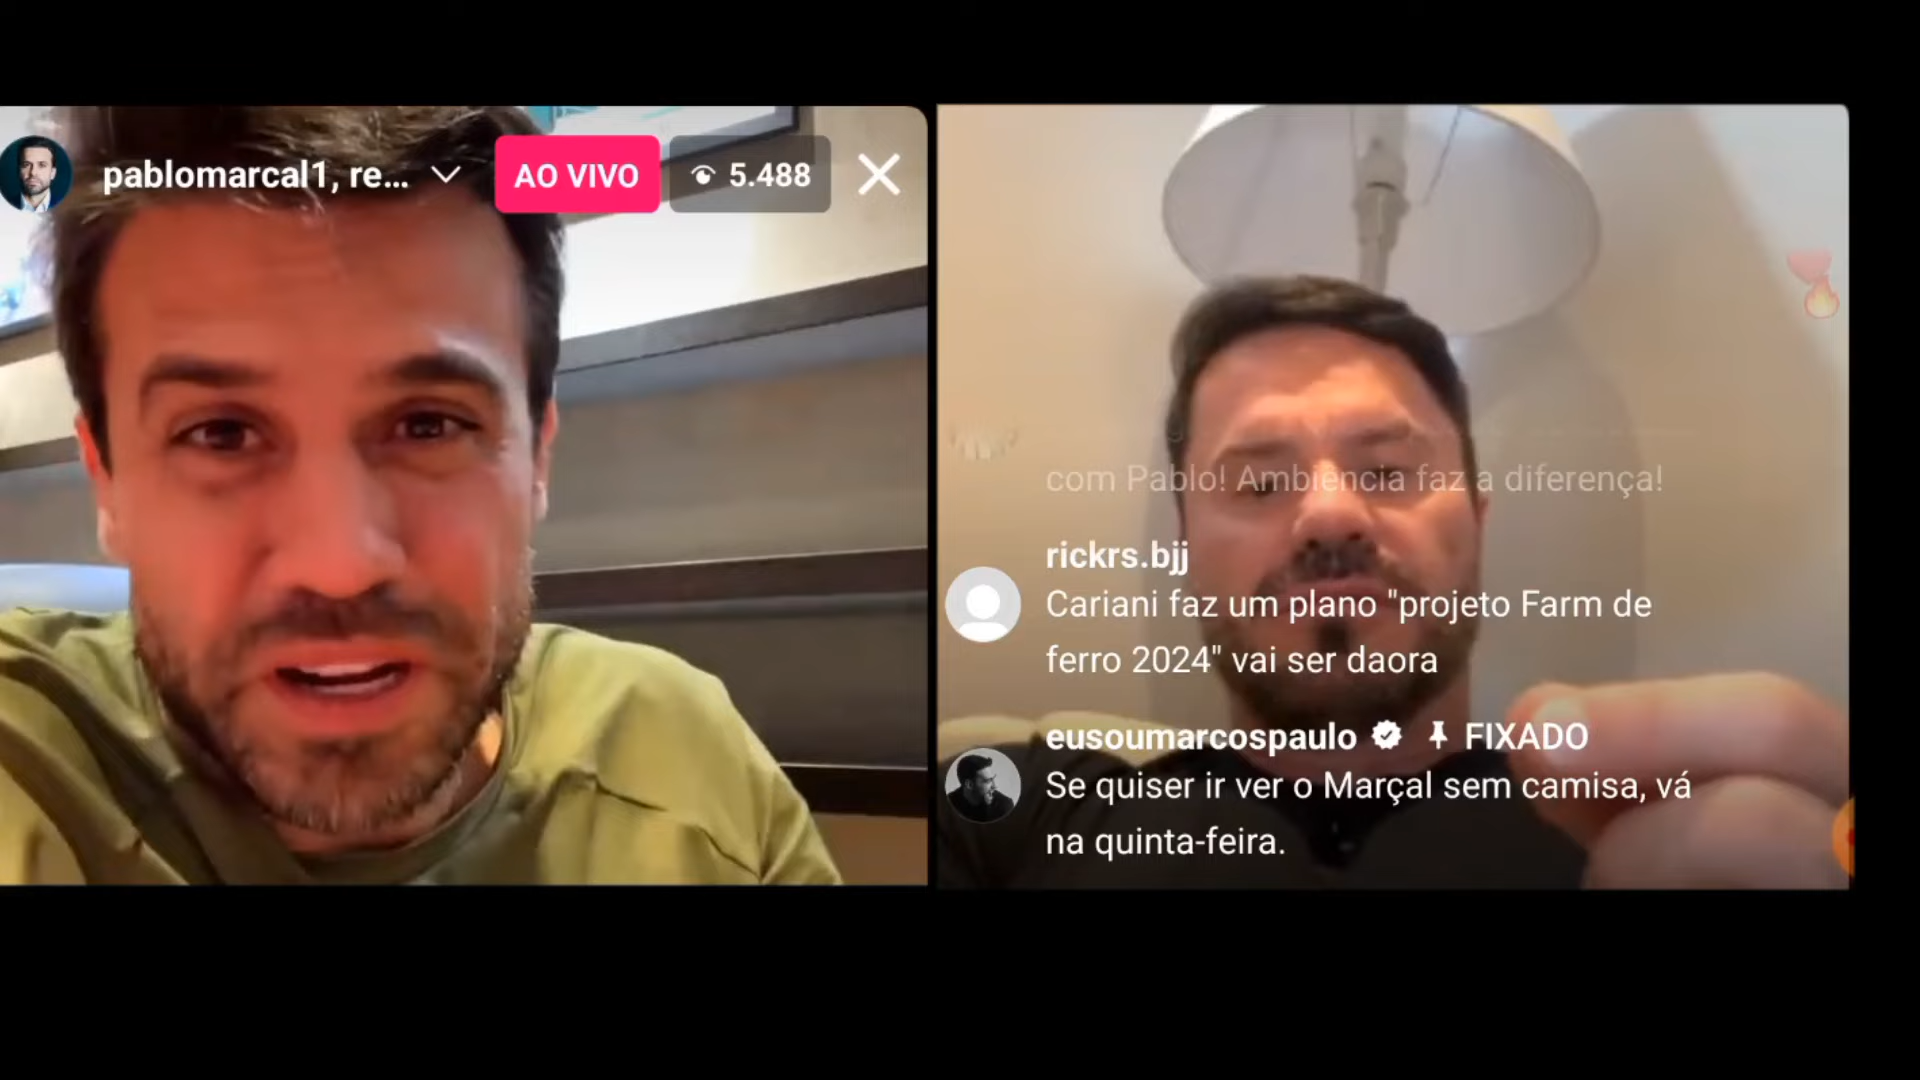 pablomarcal1, re...
AO VIVO
5.488
com Pablo! Ambiência faz a diferença!
rickrs.bjj
Cariani faz um plano "projeto Farm de
ferro 2024" vai ser daora
eusoumarcospaulo FIXADO
Se quiser ir ver o Marçal sem camisa, vá
na quinta-feira.